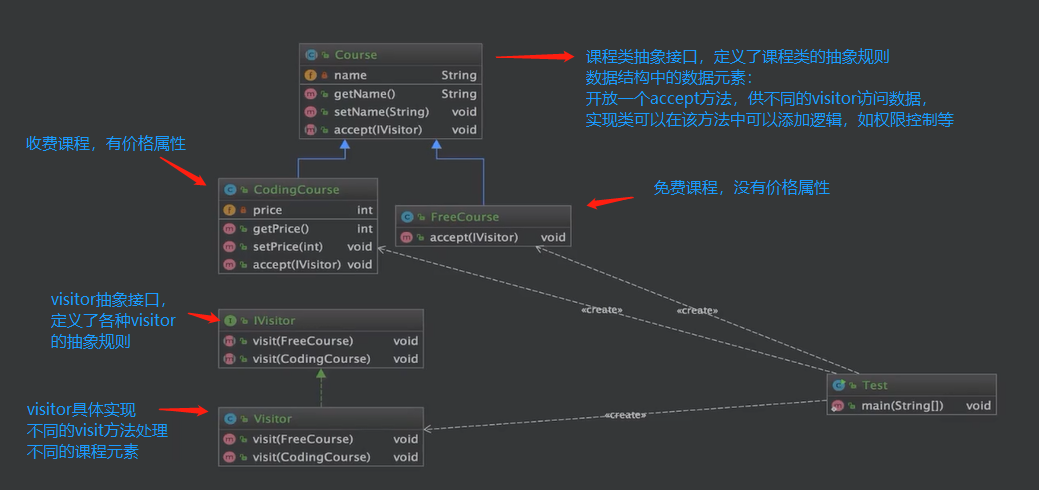 Course
name String
getName() String
setName(String) void
accept(IVisitor) void
课程类抽象接口，定义了课程类的抽象规则
数据结构中的数据元素：
开放一个accept方法，供不同的visitor访问数据，
实现类可以在该方法中可以添加逻辑，如权限控制等
收费课程，有价格属性
CodingCourse
price int
getPrice() int
setPrice(int) void
accept(IVisitor) void
免费课程，没有价格属性
FreeCourse
accept(IVisitor) void
visitor抽象接口，
定义了各种visitor
的抽象规则
IVisitor
visit(FreeCourse) void
visit(CodingCourse) void
«create»
«create»
Test
main(String[]) void
visitor具体实现
不同的visit方法处理
不同的课程元素
Visitor
visit(FreeCourse) void
visit(CodingCourse) void
«create»